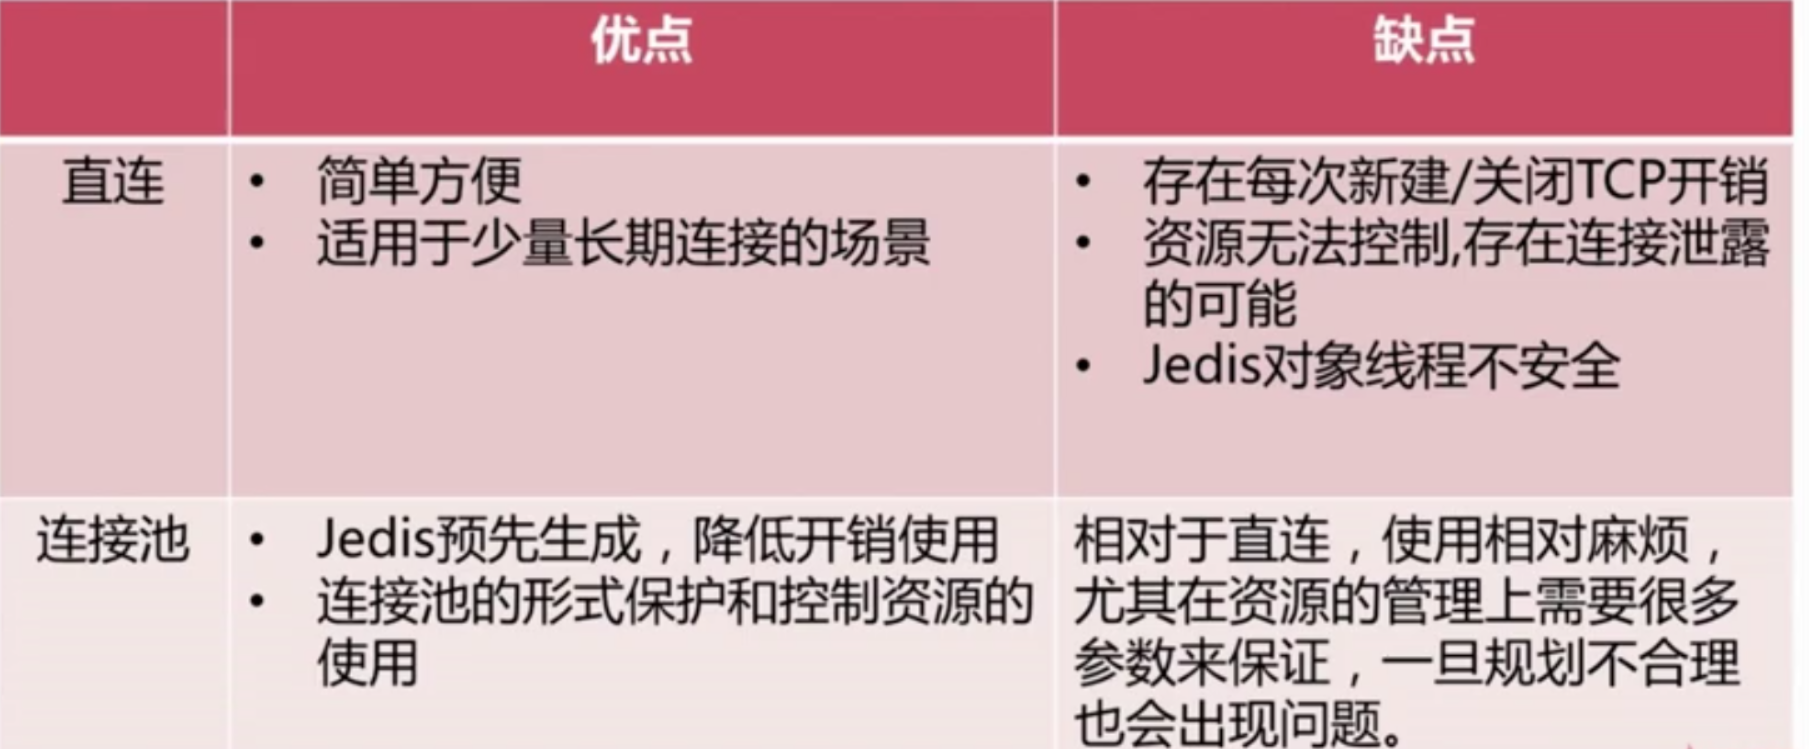 优点
缺点
直连
• 简单方便
• 适用于少量长期连接的场景
• 存在每次新建/关闭TCP开销
• 资源无法控制,存在连接泄露
的可能
• Jedis对象线程不安全
连接池
• Jedis预先生成，降低开销使用
• 连接池的形式保护和控制资源的
使用
相对于直连，使用相对麻烦，
尤其在资源的管理上需要很多
参数来保证，一旦规划不合理
也会出现问题。